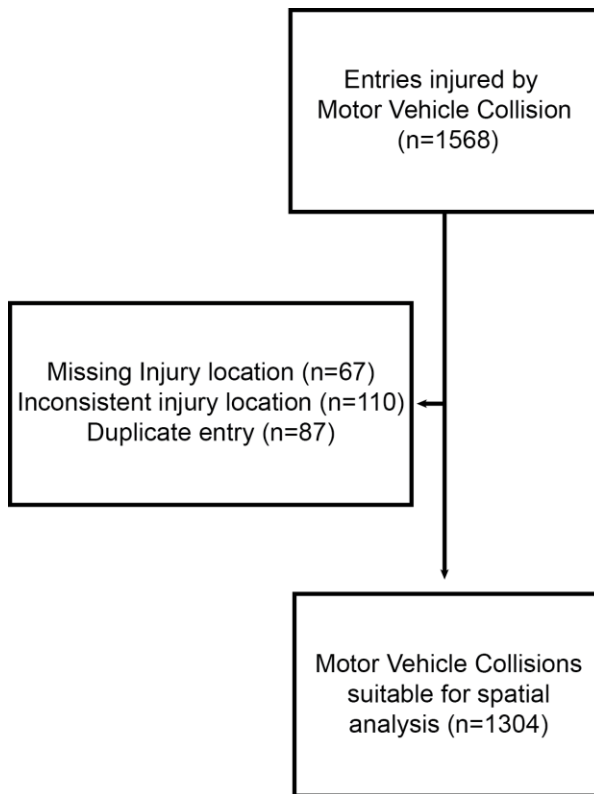 Entries injured by
Motor Vehicle Collision
(n=1568)
Missing Injury location (n=67)
Inconsistent injury location (n=110)
Duplicate entry (n=87)
Motor Vehicle Collisions
suitable for spatial
analysis (n=1304)